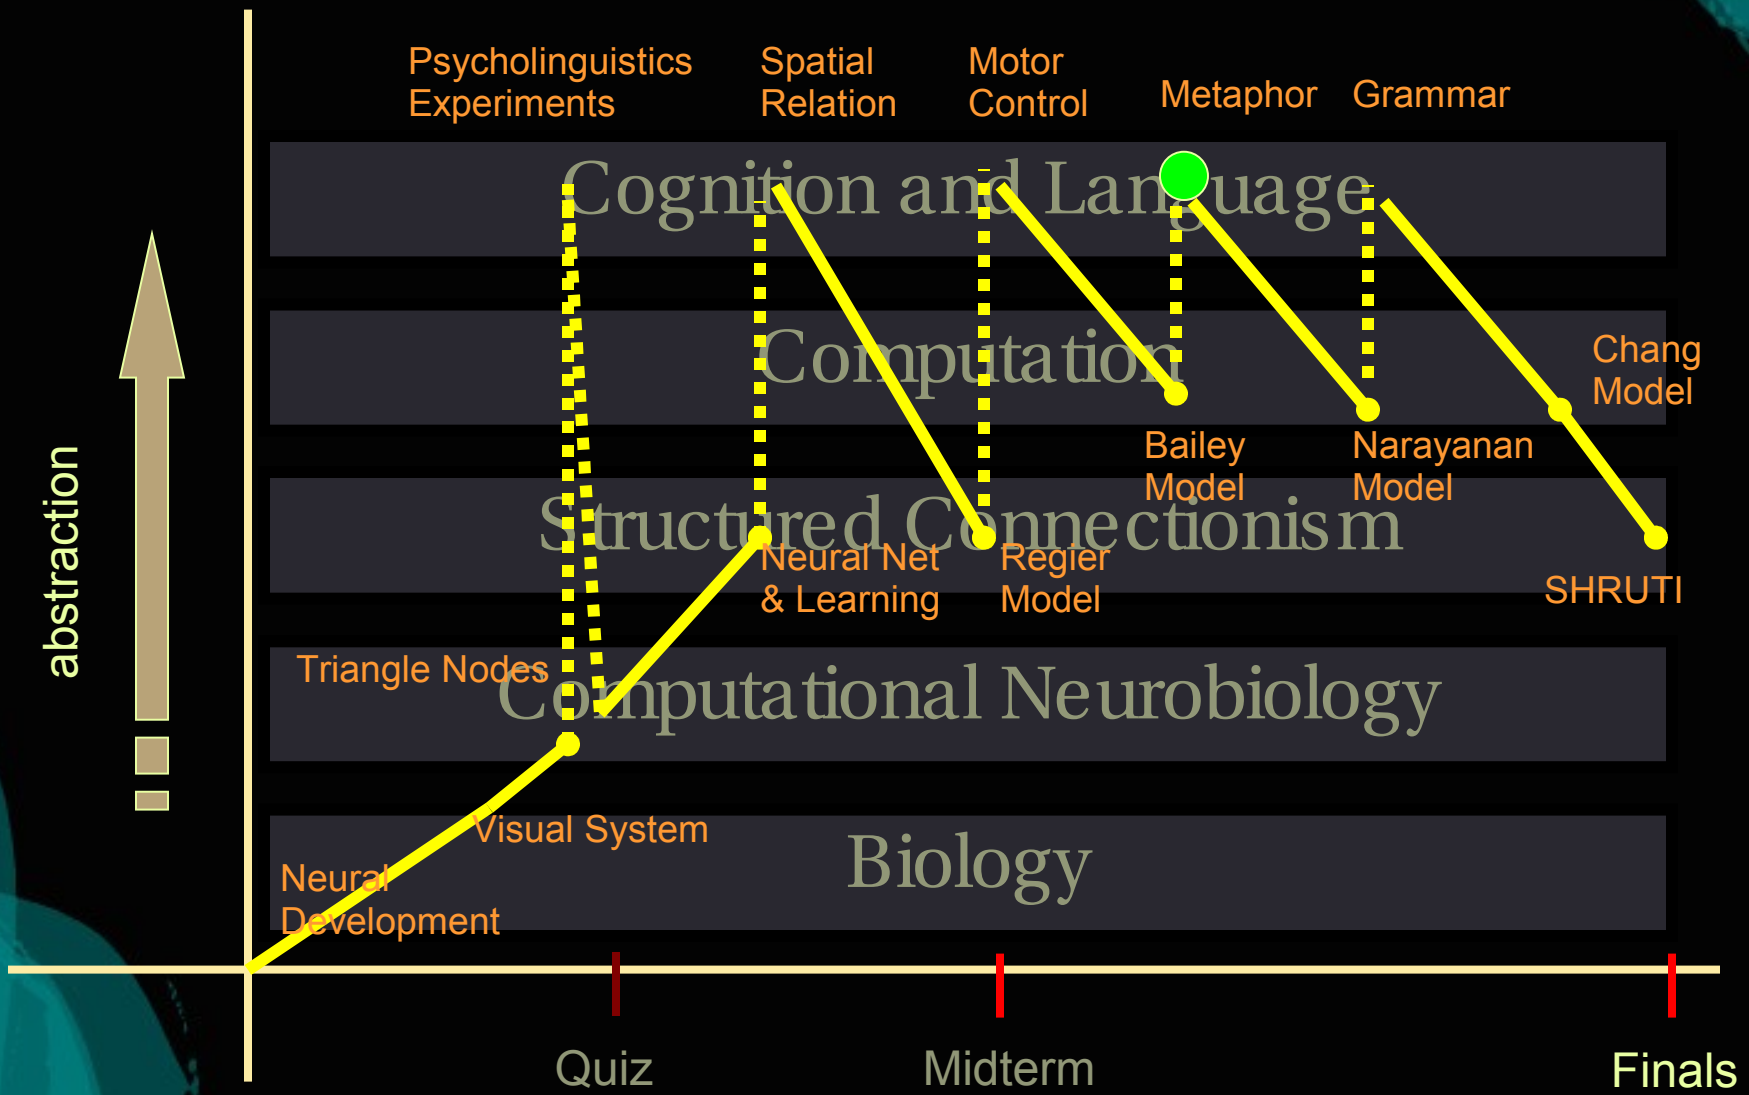 Psycholinguistics
Experiments
Spatial
Relation
Motor
Control
Metaphor
Grammar
Cognition and Language
Computation
Chang
Model
Bailey
Model
Narayanan
Model
abstraction
Structured Connectionism
Neural Net
& Learning
Regier
Model
SHRUTI
Triangle Nodes
Computational Neurobiology
Visual System
Biology
Neural
Development
Quiz
Midterm
Finals